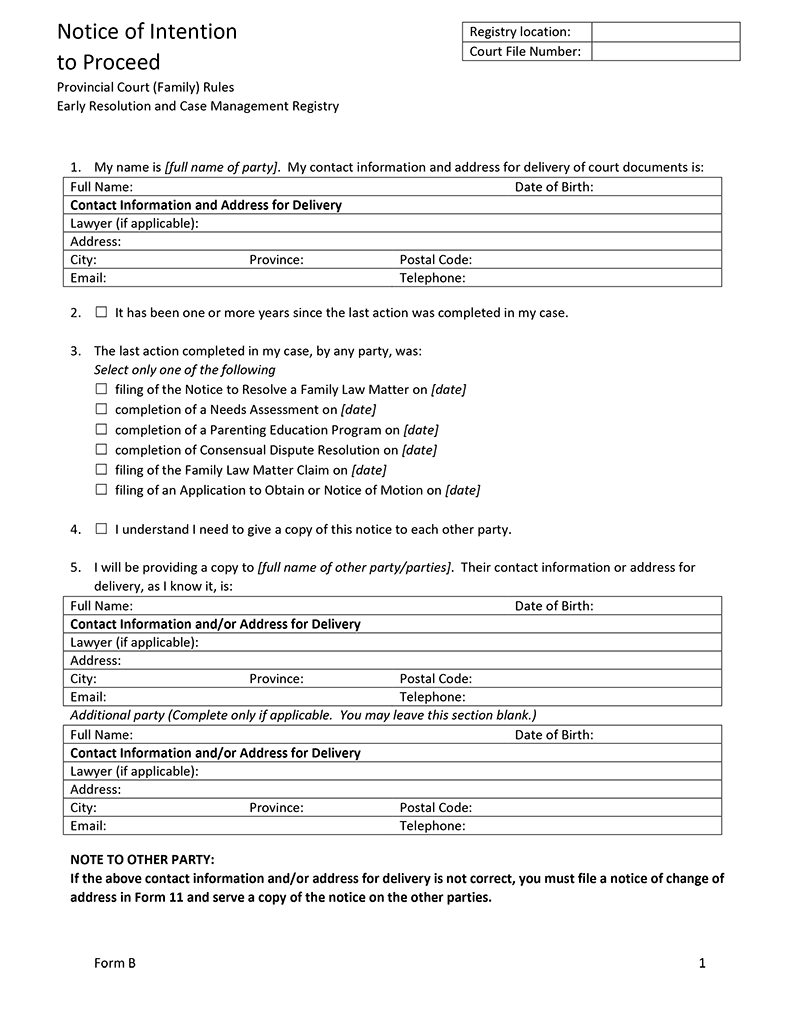 Notice of Intention
to Proceed
Provincial Court (Family) Rules
Early Resolution and Case Management Registry
Registry location:
Court File Number:
1. My name is [full name of party]. My contact information and address for delivery of court documents is:
Full Name: Date of Birth:
Contact Information and Address for Delivery
Lawyer (if applicable):
Address:
City: Province: Postal Code:
Email: Telephone:
2. ☐ It has been one or more years since the last action was completed in my case.
3. The last action completed in my case, by any party, was:
Select only one of the following
☐ filing of the Notice to Resolve a Family Law Matter on [date]
☐ completion of a Needs Assessment on [date]
☐ completion of a Parenting Education Program on [date]
☐ completion of Consensual Dispute Resolution on [date]
☐ filing of the Family Law Matter Claim on [date]
☐ filing of an Application to Obtain or Notice of Motion on [date]
4. ☐ I understand I need to give a copy of this notice to each other party.
5. I will be providing a copy to [full name of other party/parties]. Their contact information or address for
delivery, as I know it, is:
Full Name: Date of Birth:
Contact Information and/or Address for Delivery
Lawyer (if applicable):
Address:
City: Province: Postal Code:
Email: Telephone:
Additional party (Complete only if applicable. You may leave this section blank.)
Full Name: Date of Birth:
Contact Information and/or Address for Delivery
Lawyer (if applicable):
Address:
City: Province: Postal Code:
Email: Telephone:
NOTE TO OTHER PARTY:
If the above contact information and/or address for delivery is not correct, you must file a notice of change of
address in Form 11 and serve a copy of the notice on the other parties.
Form B 1